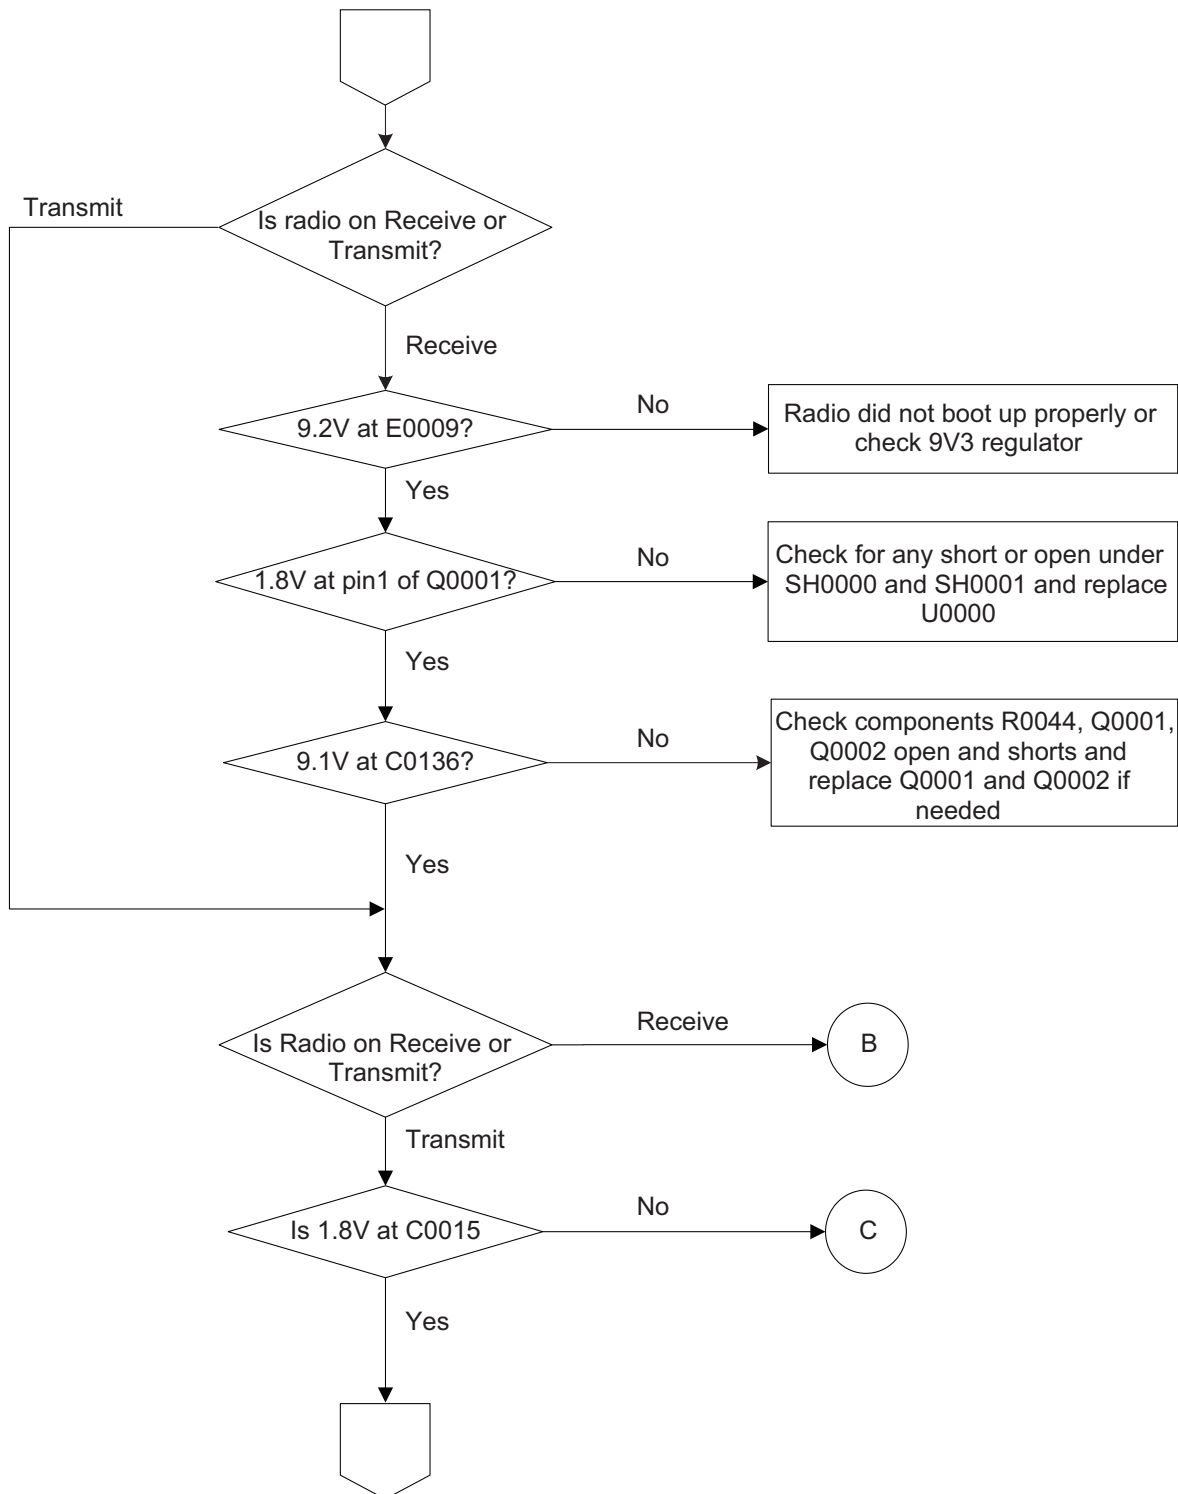 Transmit
Is radio on Receive or
Transmit?
Receive
9.2V at E0009?
No
Radio did not boot up properly or
check 9V3 regulator
Yes
1.8V at pin1 of Q0001?
No
Check for any short or open under
SH0000 and SH0001 and replace
U0000
Yes
9.1V at C0136?
No
Check components R0044, Q0001,
Q0002 open and shorts and
replace Q0001 and Q0002 if
needed
Yes
Is Radio on Receive or
Transmit?
Receive
B
Transmit
Is 1.8V at C0015
No
C
Yes